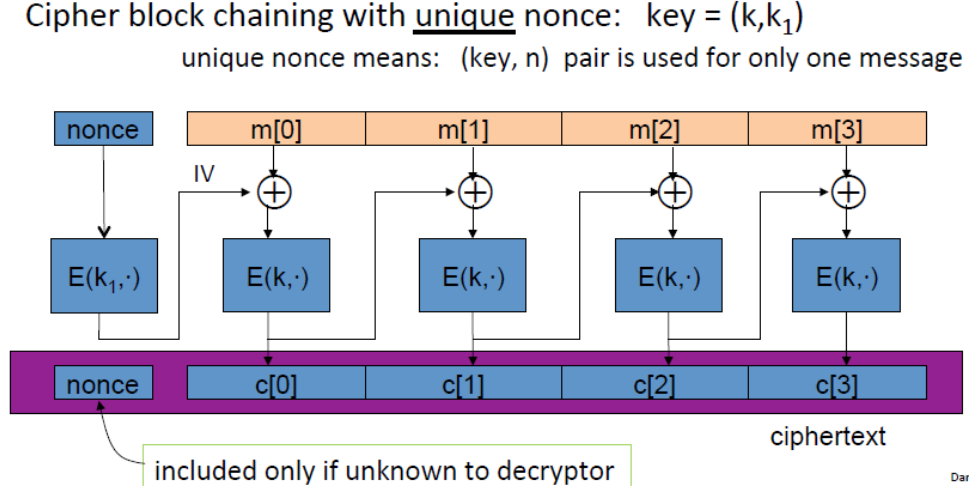 Cipher block chaining with unique nonce:   key = (k,k₁)
unique nonce means:   (key, n)  pair is used for only one message
nonce m[0] m[1] m[2] m[3]
IV
E(k₁,·) E(k,·) E(k,·) E(k,·) E(k,·)
nonce c[0] c[1] c[2] c[3]
ciphertext
included only if unknown to decryptor